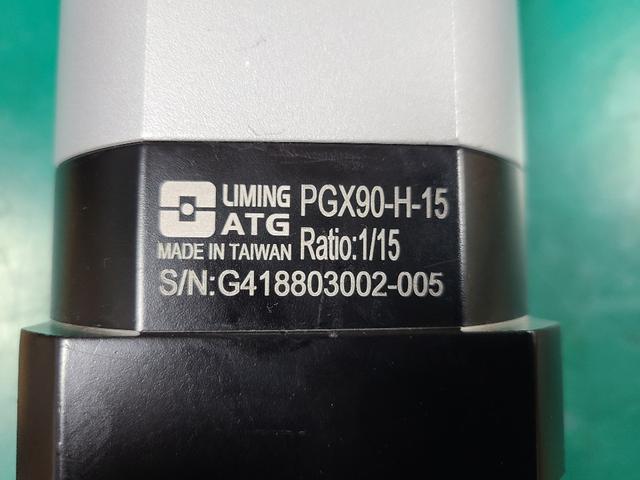 LIMING PGX90-H-15
ATG
MADE IN TAIWAN Ratio:1/15
S/N:G418803002-005